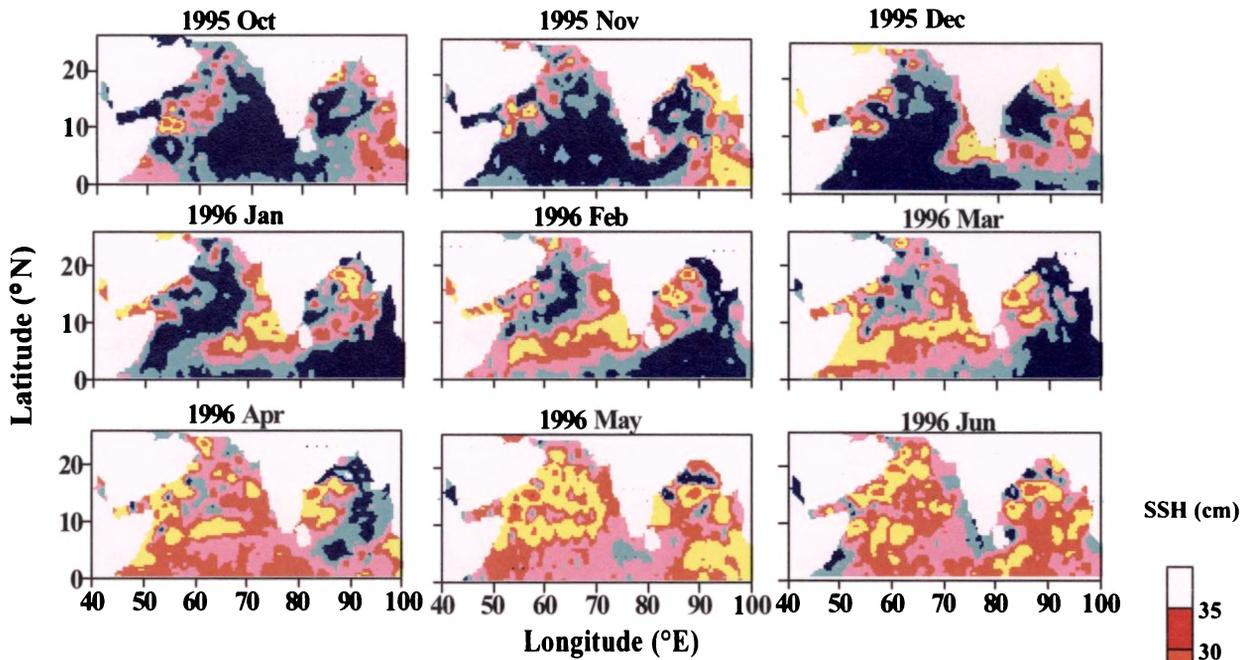 1995 Oct 1995 Nov 1995 Dec
20
10
0
1996 Jan 1996 Feb 1996 Mar
20
10
0
Latitude (°N)
1996 Apr 1996 May 1996 Jun
20
10
0
SSH (cm)
40 50 60 70 80 90 100 40 50 60 70 80 90 100 40 50 60 70 80 90 100
Longitude (°E)
35
30